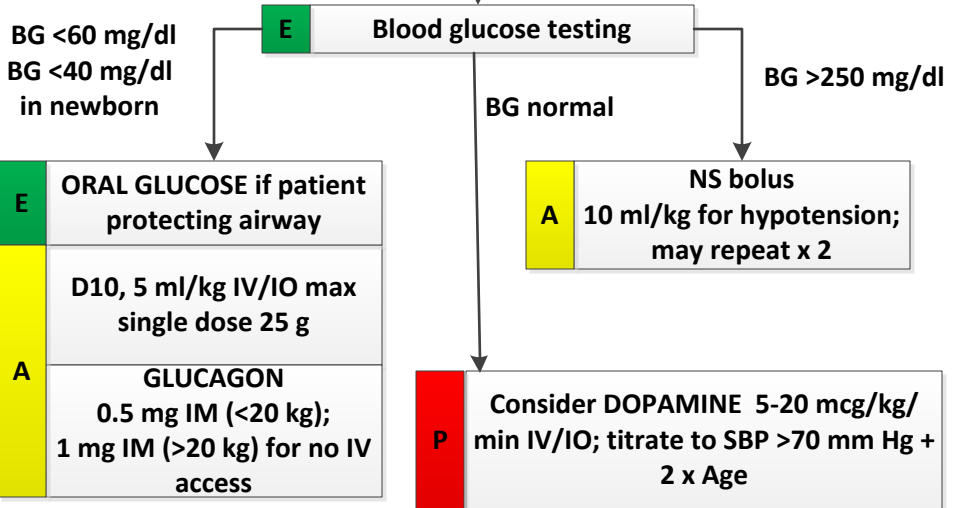 E
Blood glucose testing
BG <60 mg/dl
BG <40 mg/dl
in newborn
BG normal
BG >250 mg/dl
E
ORAL GLUCOSE if patient
protecting airway
A
D10, 5 ml/kg IV/IO max
single dose 25 g
GLUCAGON
0.5 mg IM (<20 kg);
1 mg IM (>20 kg) for no IV
access
A
NS bolus
10 ml/kg for hypotension;
may repeat x 2
P
Consider DOPAMINE  5-20 mcg/kg/
min IV/IO; titrate to SBP >70 mm Hg +
2 x Age